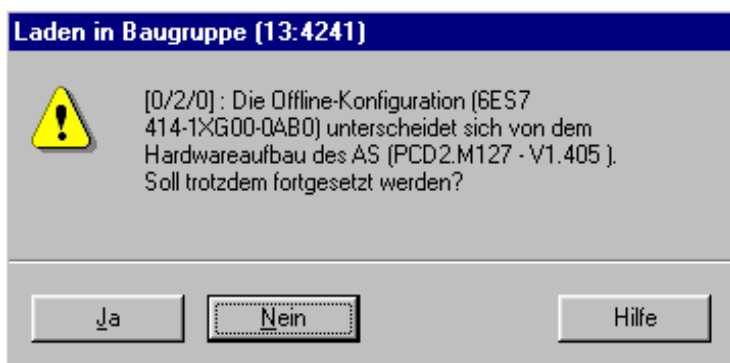 Laden in Baugruppe (13:4241)
[0/2/0] : Die Offline-Konfiguration (6ES7
414-1XG00-0AB0) unterscheidet sich von dem
Hardwareaufbau des AS (PCD2.M127 - V1.405 ).
Soll trotzdem fortgesetzt werden?
Ja Nein Hilfe